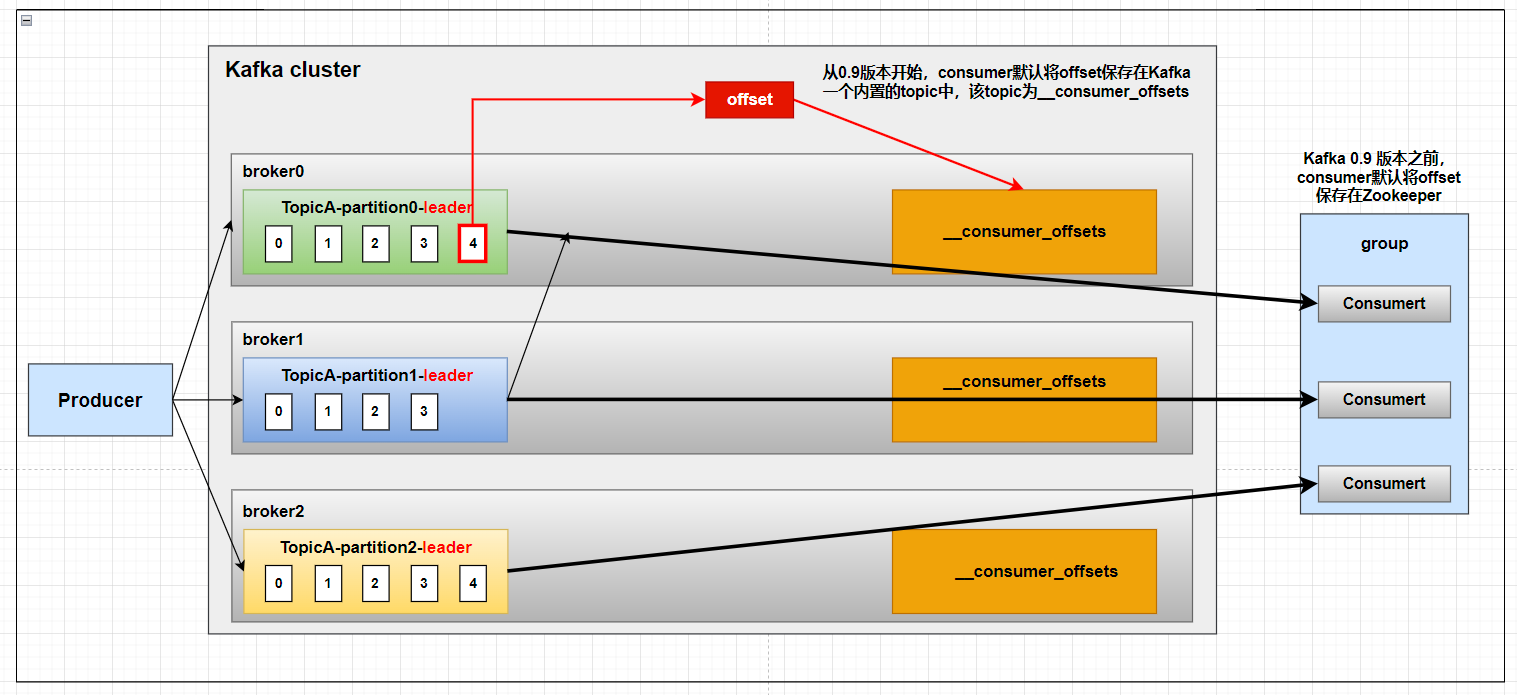 Kafka cluster
offset
从0.9版本开始，consumer默认将offset保存在Kafka
一个内置的topic中，该topic为__consumer_offsets
Kafka 0.9 版本之前，
consumer默认将offset
保存在Zookeeper
broker0
TopicA-partition0-leader
0 1 2 3 4
__consumer_offsets
group
Consumert
broker1
TopicA-partition1-leader
0 1 2 3
__consumer_offsets
Producer
Consumert
Consumert
broker2
TopicA-partition2-leader
0 1 2 3 4
__consumer_offsets